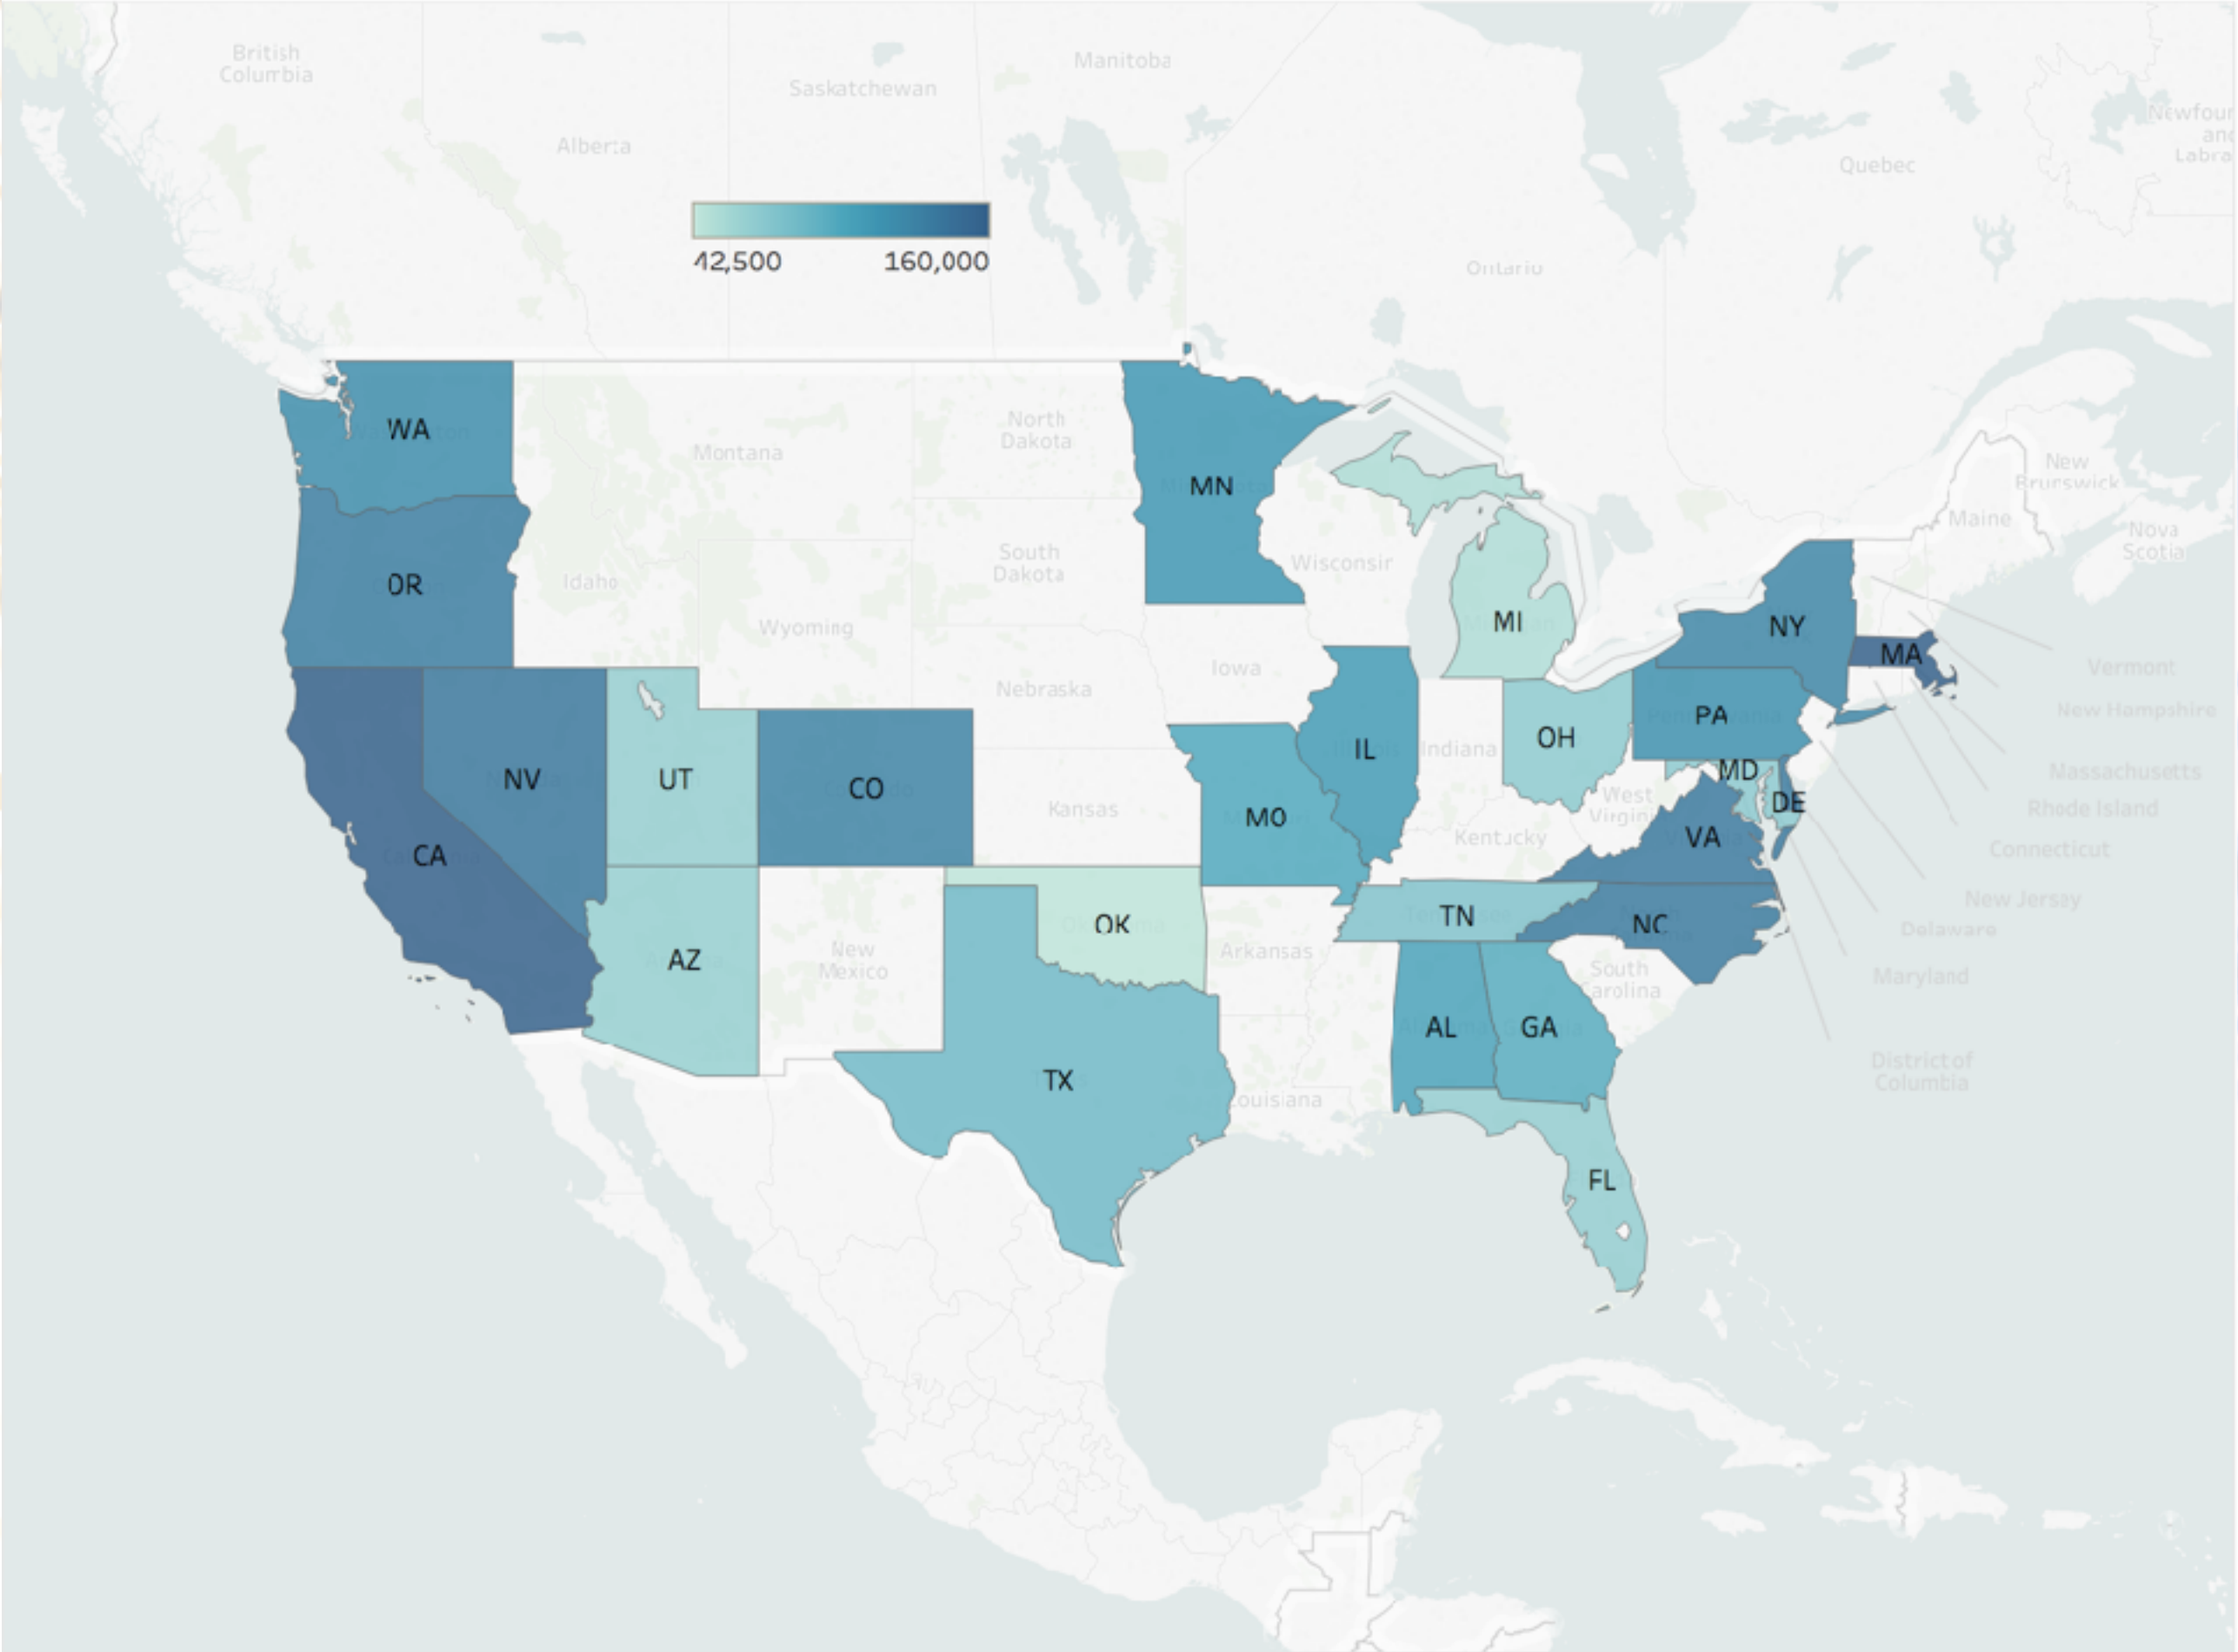 British
Columbia
Alberta
Saskatchewan
Manitoba
Ontario
Quebec
Newfour
and
Labra
42,500
160,000
WA
Washington
Montana
North
Dakota
MN
OR
Idaho
South
Dakota
Wyoming
Wisconsin
MI
New
Brunswick
Maine
Nova
Scotia
NY
MA
Iowa
Nebraska
Vermont
New Hampshire
Massachusetts
Rhode Island
Connecticut
New Jersey
Delaware
Maryland
District of
Columbia
PA
OH
IL
Indiana
MD
DE
NV
UT
CO
Kansas
MO
West
Virgini
Kentucky
VA
CA
AZ
New
Mexico
OK
Arkansas
TN
NC
South
Carolina
TX
Louisiana
AL
GA
FL